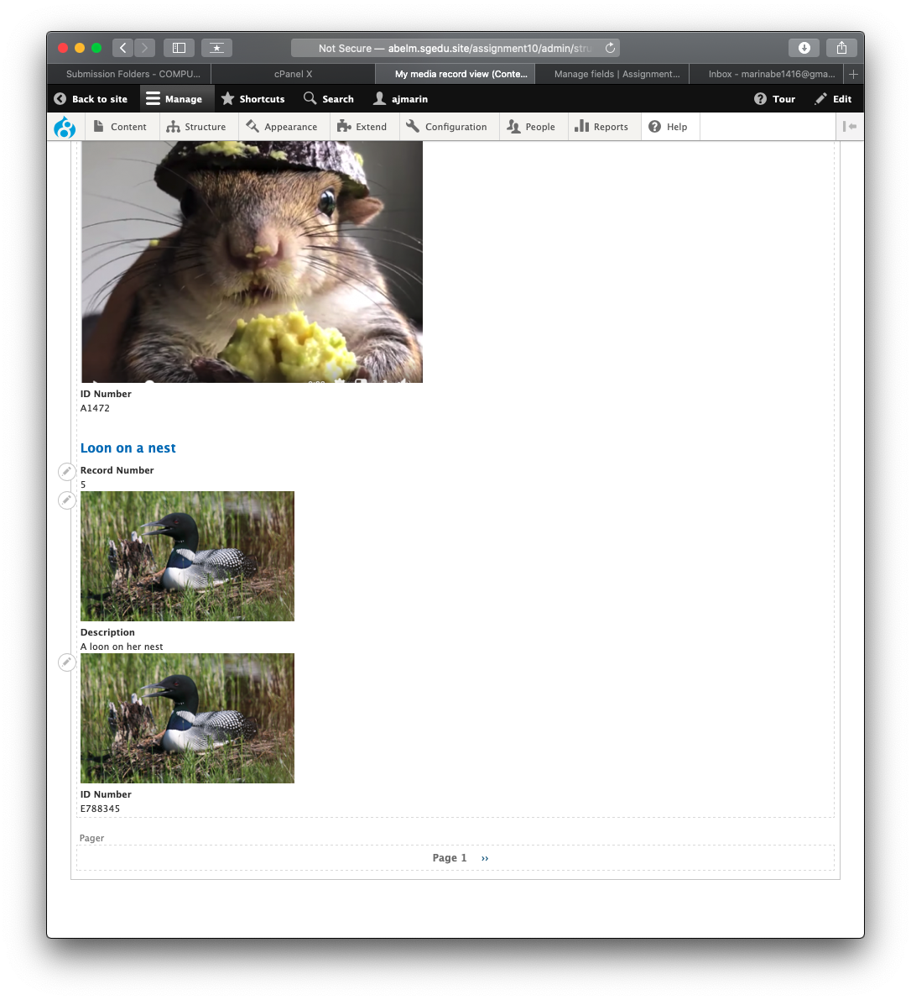 Not Secure — abelm.sgedu.site/assignment10/admin/stru
Submission Folders - COMPU... cPanel X My media record view (Conte... Manage fields | Assignment... Inbox - marinabe1416@gma...
Back to site Manage Shortcuts Search ajmarin Tour Edit
Content Structure Appearance Extend Configuration People Reports Help
ID Number
A1472
Loon on a nest
Record Number
5
Description
A loon on her nest
ID Number
E788345
Pager
Page 1 ››